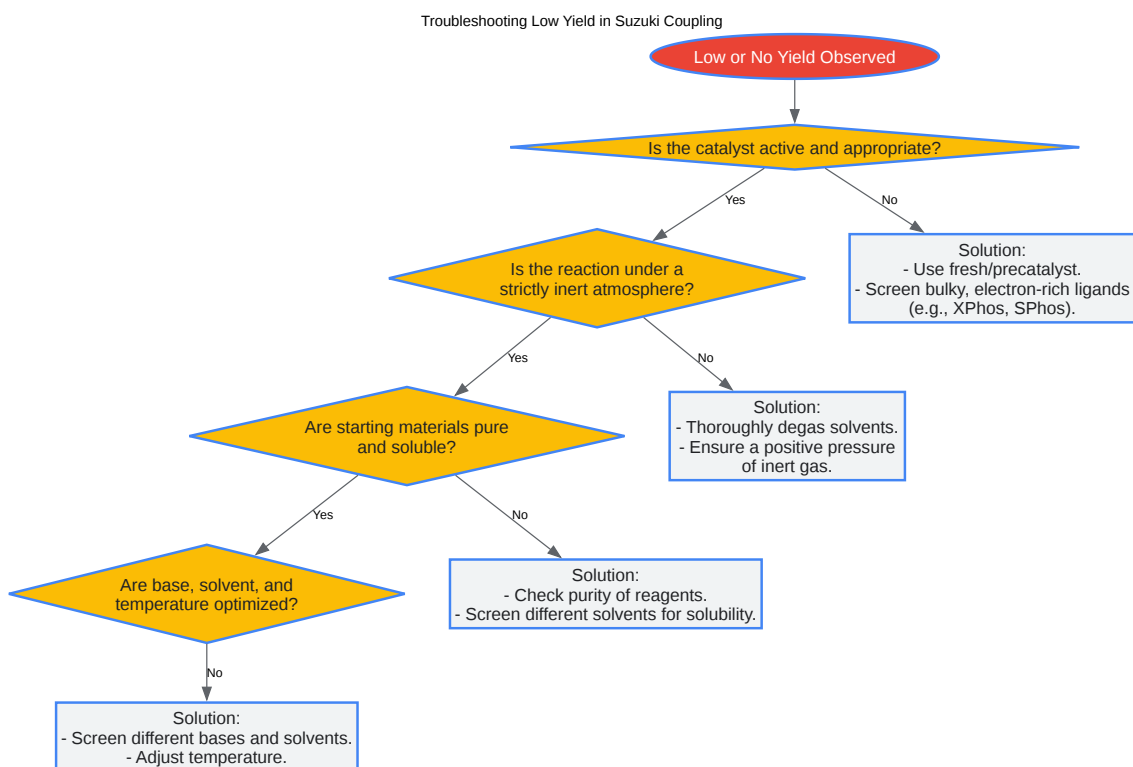 Troubleshooting Low Yield in Suzuki Coupling
Low or No Yield Observed
Is the catalyst active and appropriate?
Yes
No
Is the reaction under a
strictly inert atmosphere?
Solution:
- Use fresh/precatalyst.
- Screen bulky, electron-rich ligands
(e.g., XPhos, SPhos).
Yes
No
Are starting materials pure
and soluble?
Solution:
- Thoroughly degas solvents.
- Ensure a positive pressure
of inert gas.
Yes
No
Are base, solvent, and
temperature optimized?
Solution:
- Check purity of reagents.
- Screen different solvents for solubility.
No
Solution:
- Screen different bases and solvents.
- Adjust temperature.